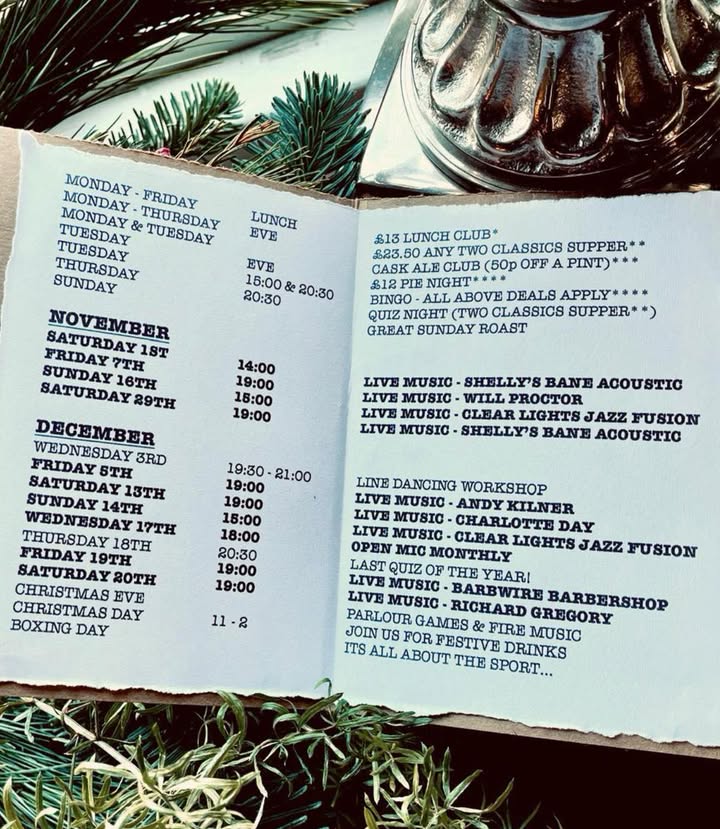 MONDAY - FRIDAY LUNCH
MONDAY - THURSDAY EVE
MONDAY & TUESDAY
TUESDAY EVE
TUESDAY 15:00 & 20:30
THURSDAY 20:30
SUNDAY
NOVEMBER
SATURDAY 1ST 14:00
FRIDAY 7TH 19:00
SUNDAY 16TH 15:00
SATURDAY 29TH 19:00
DECEMBER
WEDNESDAY 3RD 19:30 - 21:00
FRIDAY 5TH 19:00
SATURDAY 13TH 19:00
SUNDAY 14TH 15:00
WEDNESDAY 17TH 18:00
THURSDAY 18TH 20:30
FRIDAY 19TH 19:00
SATURDAY 20TH 19:00
CHRISTMAS EVE
CHRISTMAS DAY 11 - 2
BOXING DAY
£13 LUNCH CLUB*
£23.50 ANY TWO CLASSICS SUPPER**
CASK ALE CLUB (50p OFF A PINT)***
£12 PIE NIGHT****
BINGO - ALL ABOVE DEALS APPLY****
QUIZ NIGHT (TWO CLASSICS SUPPER**)
GREAT SUNDAY ROAST
LIVE MUSIC - SHELLY'S BANE ACOUSTIC
LIVE MUSIC - WILL PROCTOR
LIVE MUSIC - CLEAR LIGHTS JAZZ FUSION
LIVE MUSIC - SHELLY'S BANE ACOUSTIC
LINE DANCING WORKSHOP
LIVE MUSIC - ANDY KILNER
LIVE MUSIC - CHARLOTTE DAY
LIVE MUSIC - CLEAR LIGHTS JAZZ FUSION
OPEN MIC MONTHLY
LAST QUIZ OF THE YEAR!
LIVE MUSIC - BARBWIRE BARBERSHOP
LIVE MUSIC - RICHARD GREGORY
PARLOUR GAMES & FIRE MUSIC
JOIN US FOR FESTIVE DRINKS
ITS ALL ABOUT THE SPORT...